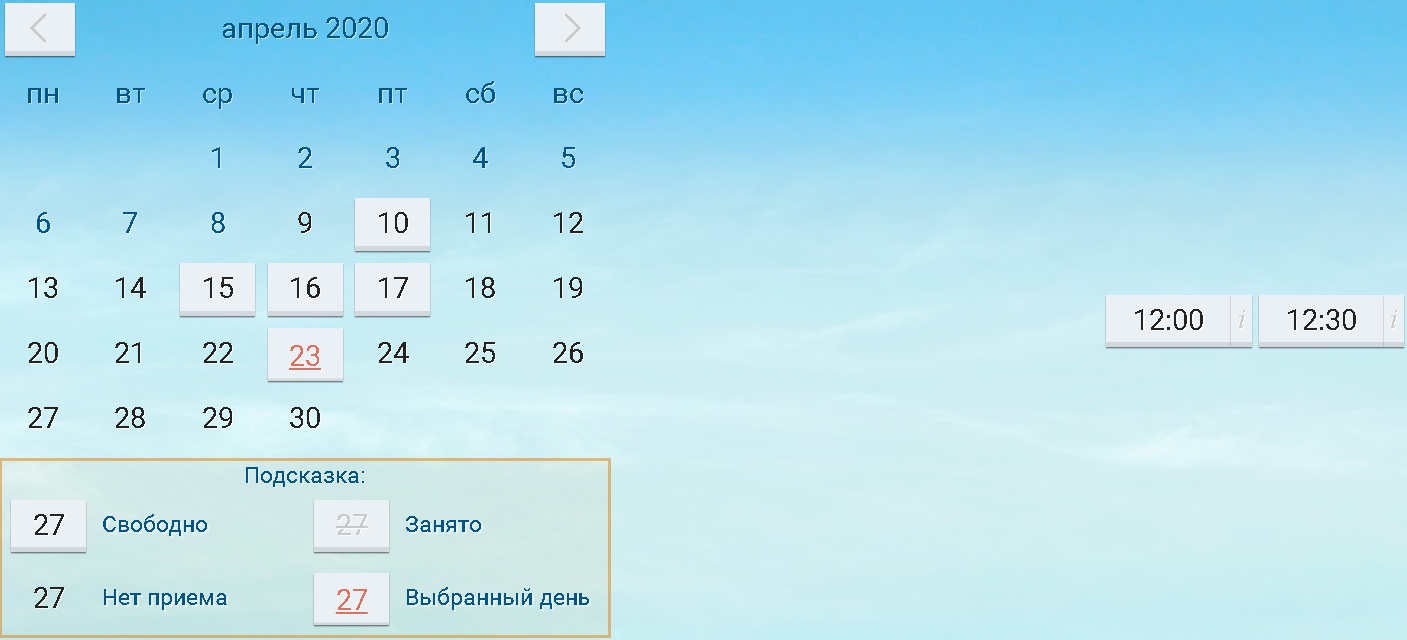 апрель 2020
пн вт ср чт пт сб вс
1 2 3 4 5
6 7 8 9 10 11 12
13 14 15 16 17 18 19
12:00 i 12:30 i
20 21 22 23 24 25 26
27 28 29 30
Подсказка:
27 Свободно 27 Занято
27 Нет приема 27 Выбранный день